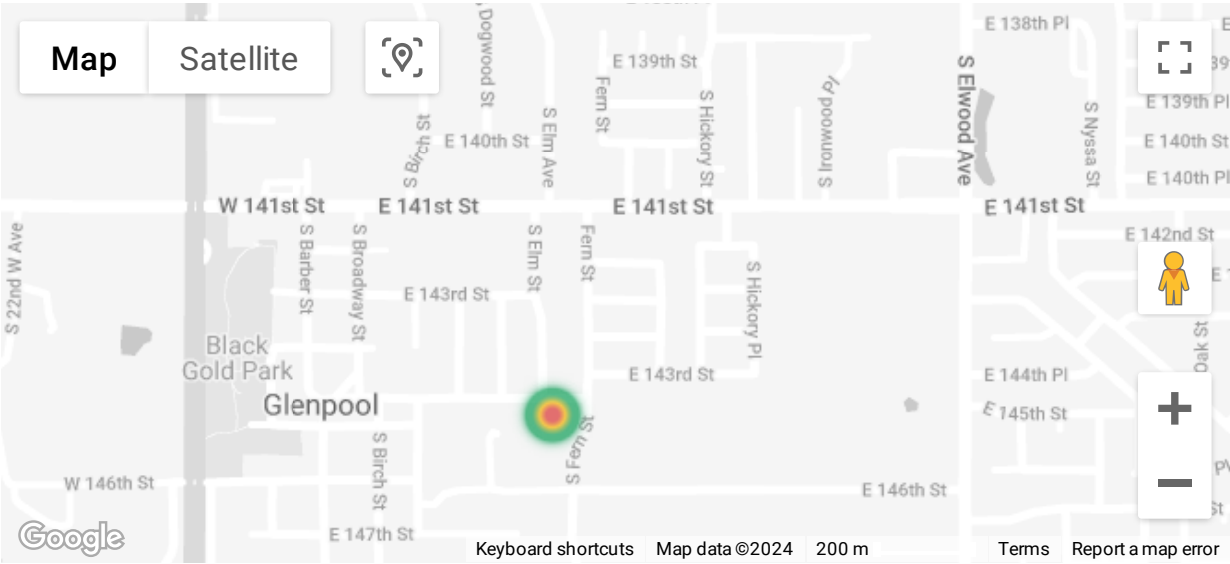 Map
Satellite
S Dogwood St
E 138th Pl
E 139th St
Fern St
S Hickory St
S Ironwood Pl
S Elwood Ave
S Nyssa St
E 139th Pl
S Birch St
E 140th St
S Elm Ave
E 140th St
E 140th Pl
W 141st St
E 141st St
E 141st St
E 141st St
S 22nd W Ave
S Barber St
S Broadway St
S Elm St
Fern St
E 142nd St
S Hickory Pl
E 143rd St
Black
Gold Park
Oak St
E 143rd St
E 144th Pl
Glenpool
E 145th St
S Birch St
S Fern St
W 146th St
E 146th St
E 147th St
Google
Keyboard shortcuts
Map data ©2024
200 m
Terms
Report a map error